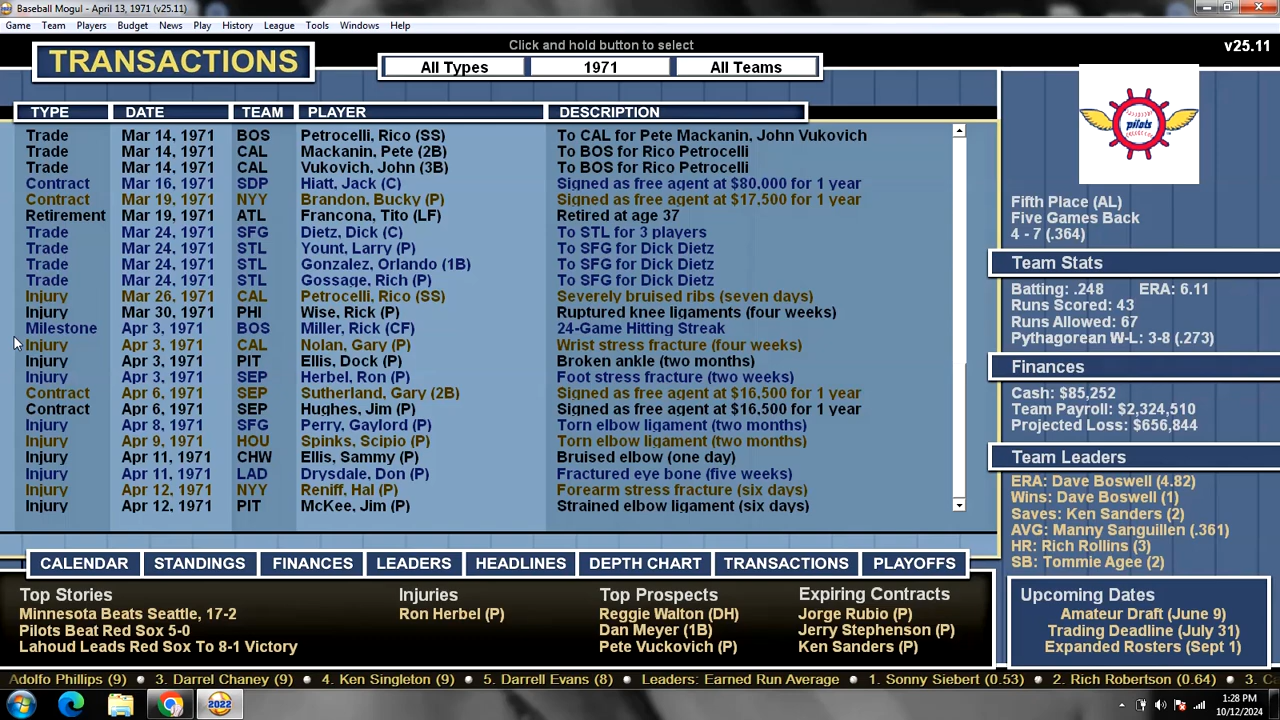 Baseball Mogul - April 13, 1971 (v25.11)
Game Team Players Budget News Play History League Tools Windows Help
TRANSACTIONS
Click and hold button to select
v25.11
All Types 1971 All Teams
TYPE DATE TEAM PLAYER DESCRIPTION
Trade Mar 14, 1971 BOS Petrocelli, Rico (SS) To CAL for Pete Mackanin, John Vukovich
Trade Mar 14, 1971 CAL Mackanin, Pete (2B) To BOS for Rico Petrocelli
Trade Mar 14, 1971 CAL Vukovich, John (3B) To BOS for Rico Petrocelli
Contract Mar 16, 1971 SDP Hiatt, Jack (C) Signed as free agent at $80,000 for 1 year
Contract Mar 19, 1971 NYY Brandon, Bucky (P) Signed as free agent at $17,500 for 1 year
Retirement Mar 19, 1971 ATL Francona, Tito (LF) Retired at age 37
Trade Mar 24, 1971 SFG Dietz, Dick (C) To STL for 3 players
Trade Mar 24, 1971 STL Yount, Larry (P) To SFG for Dick Dietz
Trade Mar 24, 1971 STL Gonzalez, Orlando (1B) To SFG for Dick Dietz
Trade Mar 24, 1971 STL Gossage, Rich (P) To SFG for Dick Dietz
Injury Mar 26, 1971 CAL Petrocelli, Rico (SS) Severely bruised ribs (seven days)
Injury Mar 30, 1971 PHI Wise, Rick (P) Ruptured knee ligaments (four weeks)
Milestone Apr 3, 1971 BOS Miller, Rick (CF) 24-Game Hitting Streak
Injury Apr 3, 1971 CAL Nolan, Gary (P) Wrist stress fracture (four weeks)
Injury Apr 3, 1971 PIT Ellis, Dock (P) Broken ankle (two months)
Injury Apr 3, 1971 SEP Herbel, Ron (P) Foot stress fracture (two weeks)
Contract Apr 6, 1971 SEP Sutherland, Gary (2B) Signed as free agent at $16,500 for 1 year
Contract Apr 6, 1971 SEP Hughes, Jim (P) Signed as free agent at $16,500 for 1 year
Injury Apr 8, 1971 SFG Perry, Gaylord (P) Torn elbow ligament (two months)
Injury Apr 9, 1971 HOU Spinks, Scipio (P) Torn elbow ligament (two months)
Injury Apr 11, 1971 CHW Ellis, Sammy (P) Bruised elbow (one day)
Injury Apr 11, 1971 LAD Drysdale, Don (P) Fractured eye bone (five weeks)
Injury Apr 12, 1971 NYY Reniff, Hal (P) Forearm stress fracture (six days)
Injury Apr 12, 1971 PIT McKee, Jim (P) Strained elbow ligament (six days)
pilots
Fifth Place (AL)
Five Games Back
4 - 7 (.364)
Team Stats
Batting: .248 ERA: 6.11
Runs Scored: 43
Runs Allowed: 67
Pythagorean W-L: 3-8 (.273)
Finances
Cash: $85,252
Team Payroll: $2,324,510
Projected Loss: $656,844
Team Leaders
ERA: Dave Boswell (4.82)
Wins: Dave Boswell (1)
Saves: Ken Sanders (2)
AVG: Manny Sanguillen (.361)
HR: Rich Rollins (3)
SB: Tommie Agee (2)
CALENDAR STANDINGS FINANCES LEADERS HEADLINES DEPTH CHART TRANSACTIONS PLAYOFFS
Top Stories
Minnesota Beats Seattle, 17-2
Pilots Beat Red Sox 5-0
Lahoud Leads Red Sox To 8-1 Victory
Injuries
Ron Herbel (P)
Top Prospects
Reggie Walton (DH)
Dan Meyer (1B)
Pete Vuckovich (P)
Expiring Contracts
Jorge Rubio (P)
Jerry Stephenson (P)
Ken Sanders (P)
Upcoming Dates
Amateur Draft (June 9)
Trading Deadline (July 31)
Expanded Rosters (Sept 1)
Adolfo Phillips (9) • 3. Darrel Chaney (9) • 4. Ken Singleton (9) • 5. Darrell Evans (8) • Leaders: Earned Run Average • 1. Sonny Siebert (0.53) • 2. Rich Robertson (0.64) • 3. Ca
2022
1:28 PM
10/12/2024